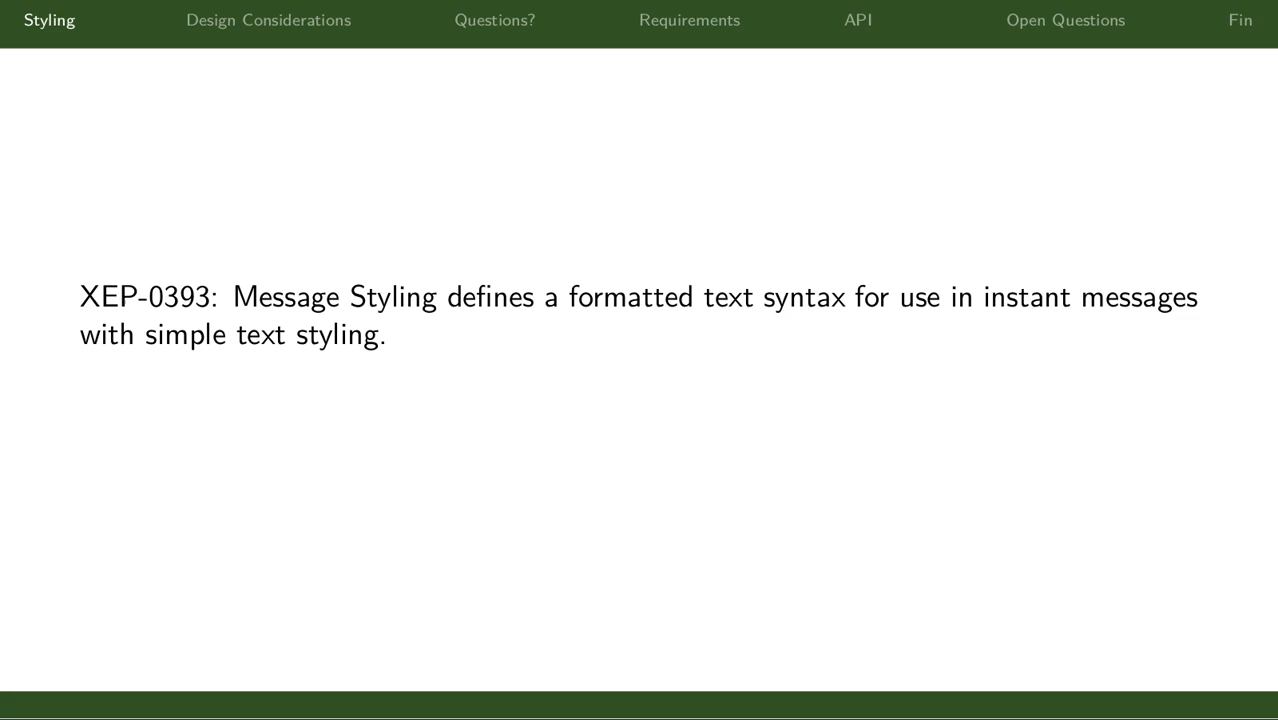 Styling Design Considerations Questions? Requirements API Open Questions Fin
XEP-0393: Message Styling defines a formatted text syntax for use in instant messages
with simple text styling.